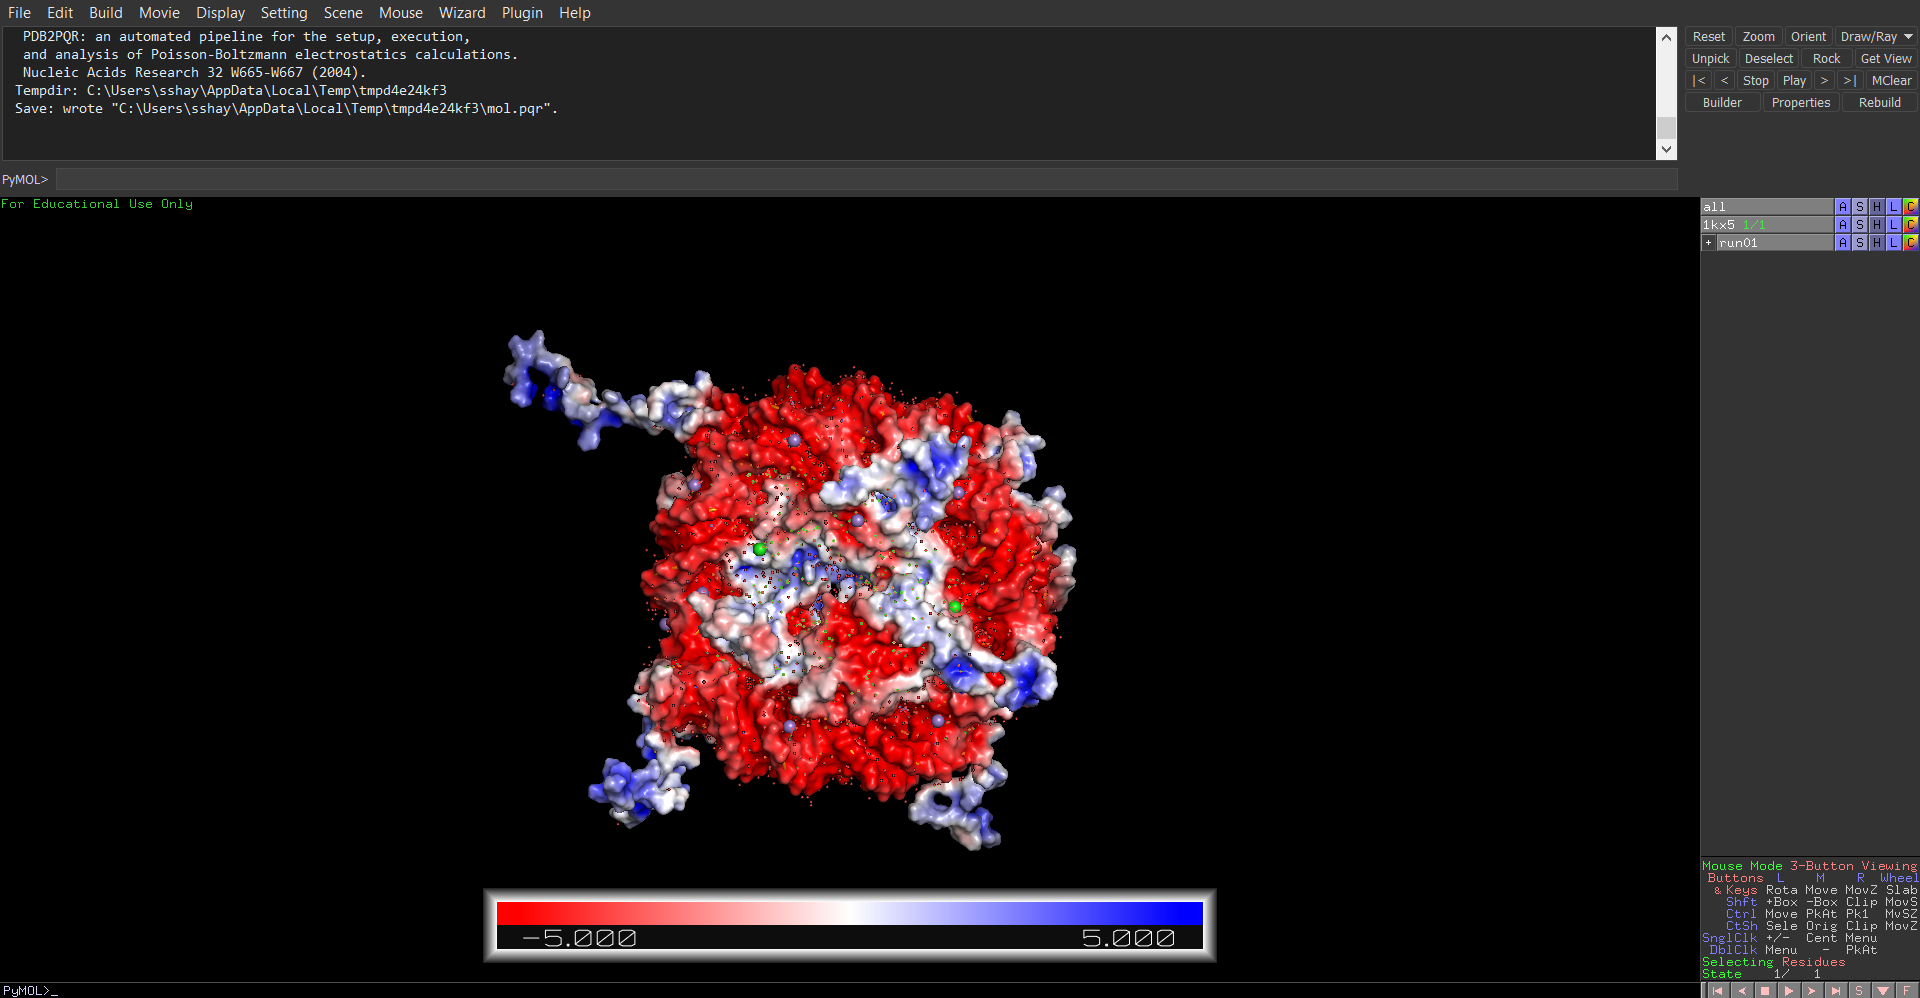 File Edit Build Movie Display Setting Scene Mouse Wizard Plugin Help
PDB2PQR: an automated pipeline for the setup, execution,
and analysis of Poisson-Boltzmann electrostatics calculations.
Nucleic Acids Research 32 W665-W667 (2004).
Tempdir: C:\Users\sshay\AppData\Local\Temp\tmpd4e24kf3
Save: wrote "C:\Users\sshay\AppData\Local\Temp\tmpd4e24kf3\mol.pqr".
Reset Zoom Orient Draw/Ray
Unpick Deselect Rock Get View
|< < Stop Play > >| MClear
Builder Properties Rebuild
PyMOL>
For Educational Use Only
all A S H L C
1kx5 1/1 A S H L C
+ run01 A S H L C
-5.000 5.000
Mouse Mode 3-Button Viewing
Buttons L M R Wheel
& Keys Rota Move MovZ Slab
Shft +Box -Box Clip MovS
Ctrl Move PkAt Pk1 MvSZ
CtSh Sele Orig Clip MovZ
SnglClk +/- Cent Menu
DblClk Menu - PkAt
Selecting Residues
State 1/ 1
PyMOL>_
S F